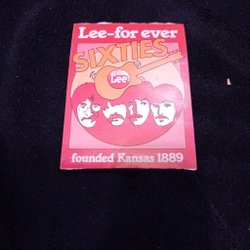 Lee-for ever
SIXTIES
Lee
founded Kansas 1889